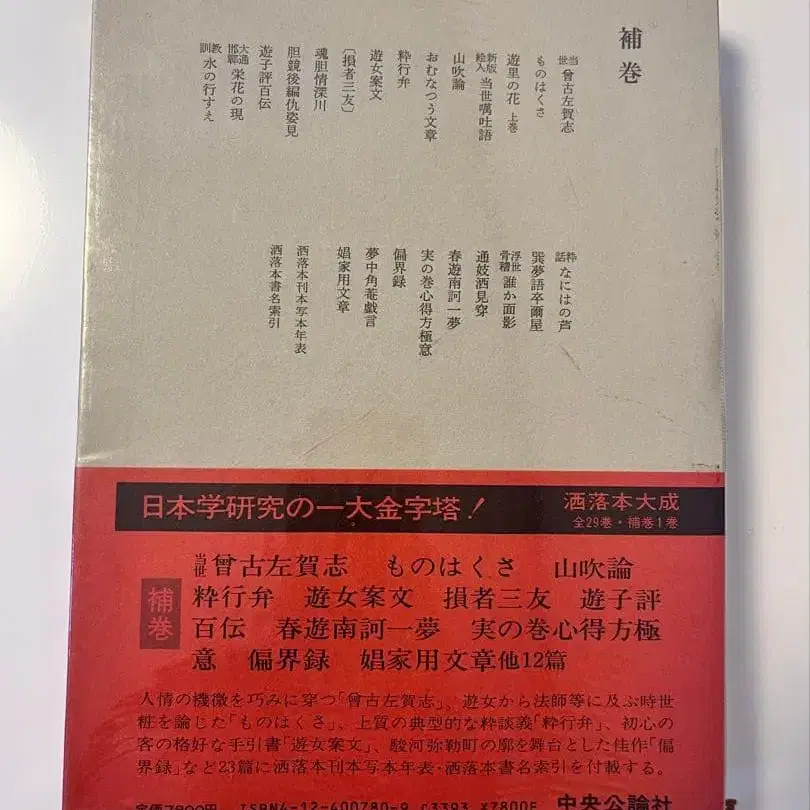 補巻
当世 曾古左賀志
ものはくさ
遊里の花 上巻
新版絵入 当世嘱吐語
山吹論
おむなつう文章
粋行弁
遊女案文
〔損者三友〕
魂胆情深川
胆競後編仇姿見
遊子評百伝
大通邯鄲 栄花の現
教訓 水の行すえ
粋話 なにはの芦
巽夢語卒爾屋
浮世滑稽 誰か面影
通妓洒見穿
春遊南訶一夢
実の巻心得方極意
偏界録
夢中角菴戯言
娼家用文章
洒落本刊本写本年表
洒落本書名索引
日本学研究の一大金字塔!
洒落本大成
全29巻・補巻1巻
補巻
当世曾古左賀志 ものはくさ 山吹論
粋行弁 遊女案文 損者三友 遊子評
百伝 春遊南訶一夢 実の巻心得方極
意 偏界録 娼家用文章他12篇
人情の機微を巧みに穿つ「曾古左賀志」、遊女から法師等に及ぶ時世
粧を論じた「ものはくさ」、上質の典型的な粋談義「粋行弁」、初心の
客の格好な手引書「遊女案文」、駿河弥勒町の廓を舞台とした佳作「偏
界録」など23篇に洒落本刊本写本年表・洒落本書名索引を付載する。
定価7800円 ISBN4-12-400780-9 C3393 ¥7800E 中央公論社